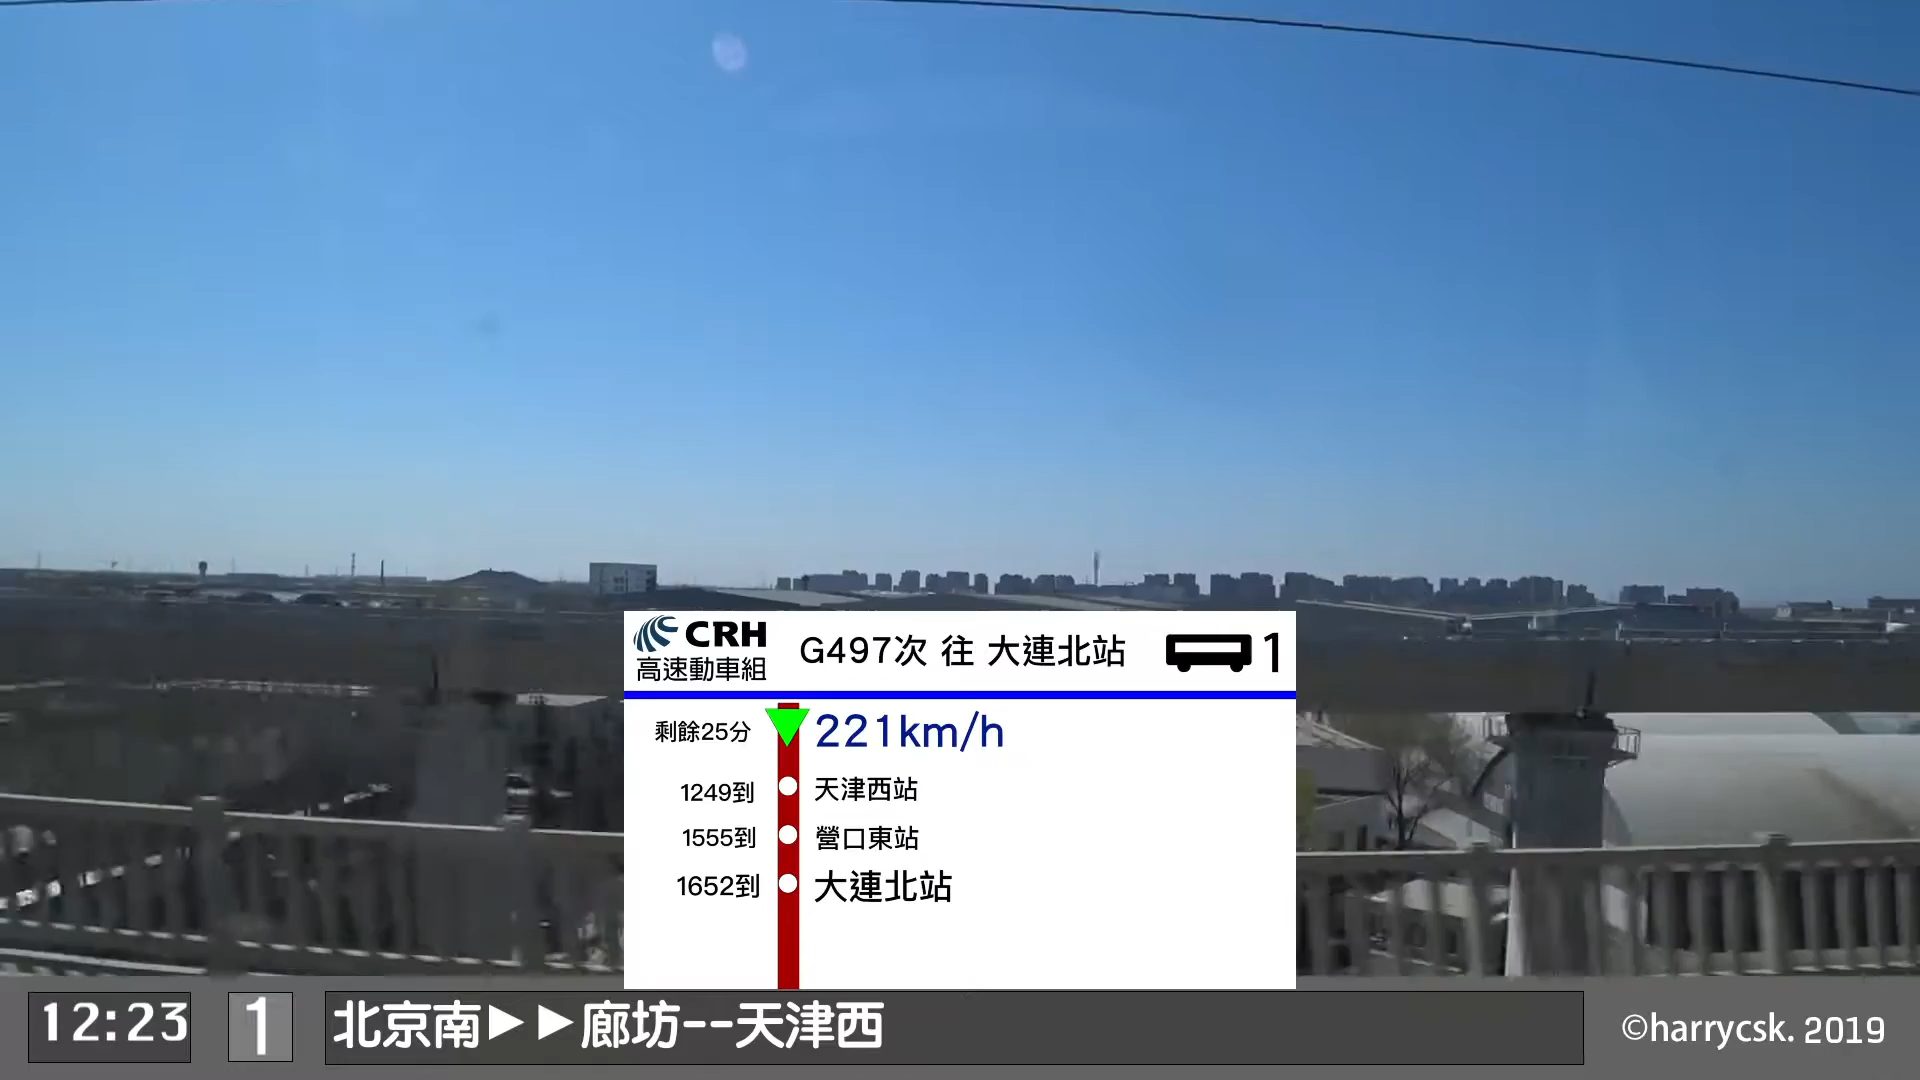 CRH
高速動車組
G497次 往 大連北站
1
剩餘25分
221km/h
1249到
天津西站
1555到
營口東站
1652到
大連北站
12:23
1
北京南▶▶廊坊--天津西
©harrycsk. 2019